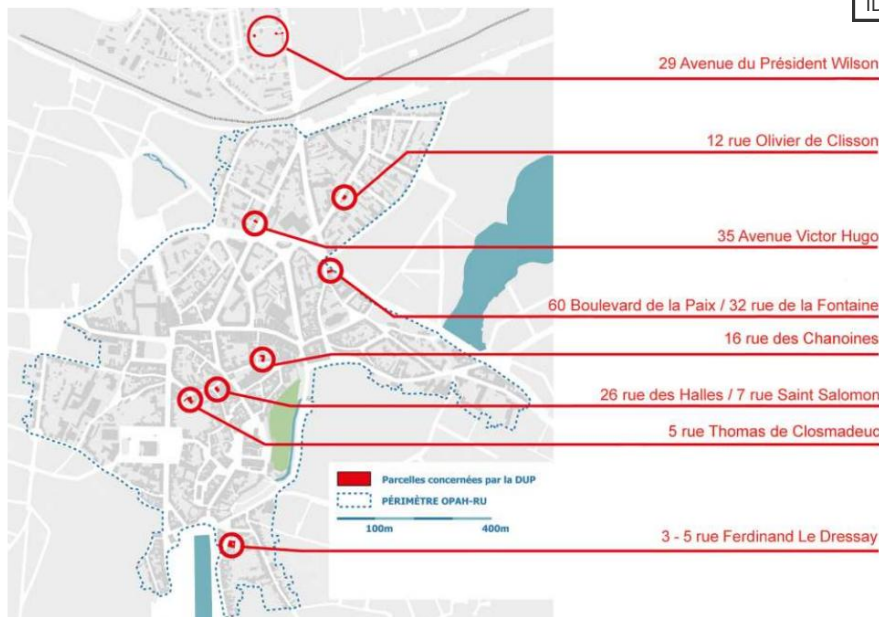 29 Avenue du Président Wilson
12 rue Olivier de Clisson
35 Avenue Victor Hugo
60 Boulevard de la Paix / 32 rue de la Fontaine
16 rue des Chanoines
26 rue des Halles / 7 rue Saint Salomon
5 rue Thomas de Closmadeuc
Parcelles concernées par la DUP
PÉRIMÈTRE OPAH-RU
100m 400m
3 - 5 rue Ferdinand Le Dressay